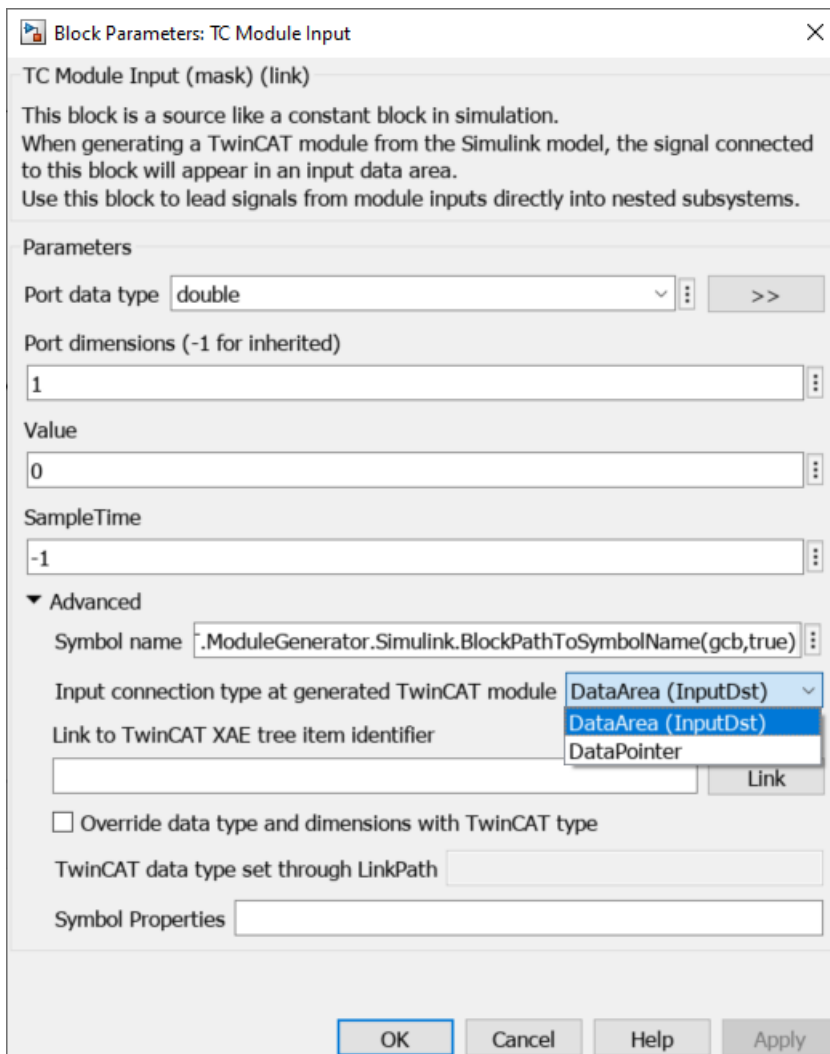 Block Parameters: TC Module Input
TC Module Input (mask) (link)
This block is a source like a constant block in simulation.
When generating a TwinCAT module from the Simulink model, the signal connected
to this block will appear in an input data area.
Use this block to lead signals from module inputs directly into nested subsystems.
Parameters
Port data type double >>
Port dimensions (-1 for inherited)
1
Value
0
SampleTime
-1
Advanced
Symbol name .ModuleGenerator.Simulink.BlockPathToSymbolName(gcb,true)
Input connection type at generated TwinCAT module DataArea (InputDst)
DataArea (InputDst)
Link to TwinCAT XAE tree item identifier
DataPointer
Link
Override data type and dimensions with TwinCAT type
TwinCAT data type set through LinkPath
Symbol Properties
OK Cancel Help Apply